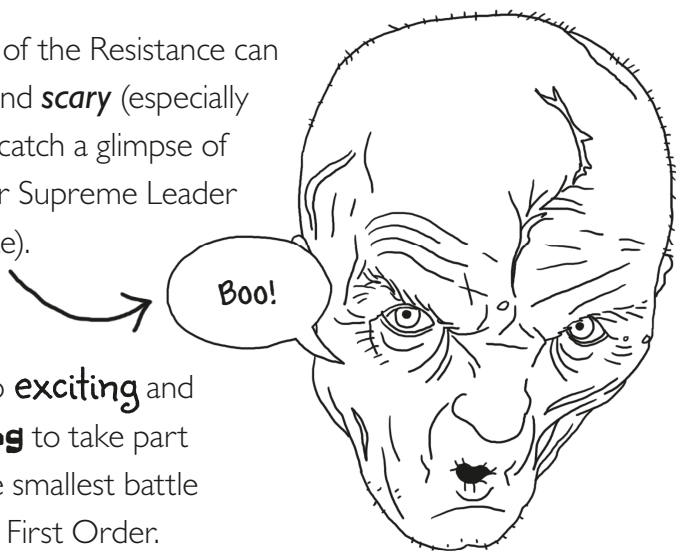 of the Resistance can
scary (especially
catch a glimpse of
Supreme Leader
Boo!
exciting and
to take part
smallest battle
First Order.